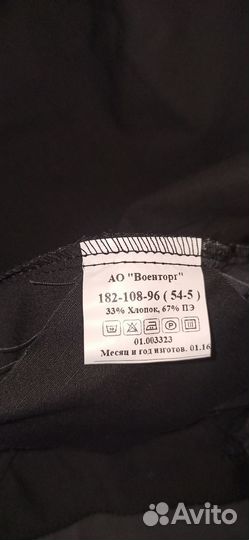 АО "Военторг"
182-108-96 ( 54-5 )
33% Хлопок, 67% ПЭ
P
01.003323
Месяц и год изготов. 01.16
Avito